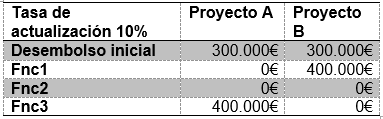 Tasa de Proyecto A Proyecto
actualización 10% B
Desembolso inicial 300.000€ 300.000€
Fnc1 0€ 400.000€
Fnc2 0€ 0€
Fnc3 400.000€ 0€